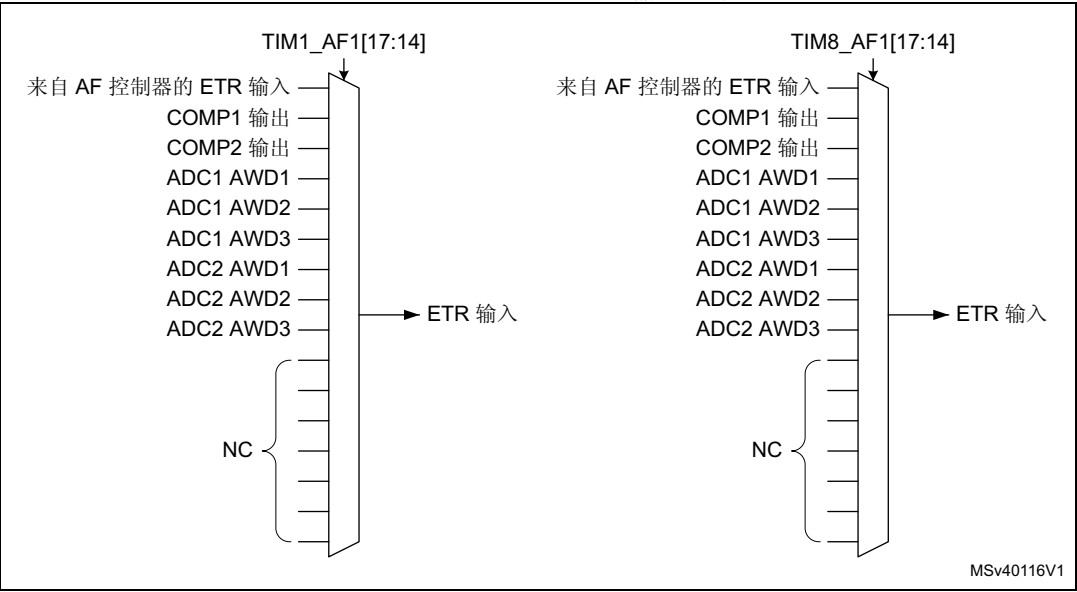 TIM1_AF1[17:14]
来自 AF 控制器的 ETR 输入
COMP1 输出
COMP2 输出
ADC1 AWD1
ADC1 AWD2
ADC1 AWD3
ADC2 AWD1
ADC2 AWD2
ADC2 AWD3
NC
ETR 输入
TIM8_AF1[17:14]
来自 AF 控制器的 ETR 输入
COMP1 输出
COMP2 输出
ADC1 AWD1
ADC1 AWD2
ADC1 AWD3
ADC2 AWD1
ADC2 AWD2
ADC2 AWD3
NC
ETR 输入
MSv40116V1